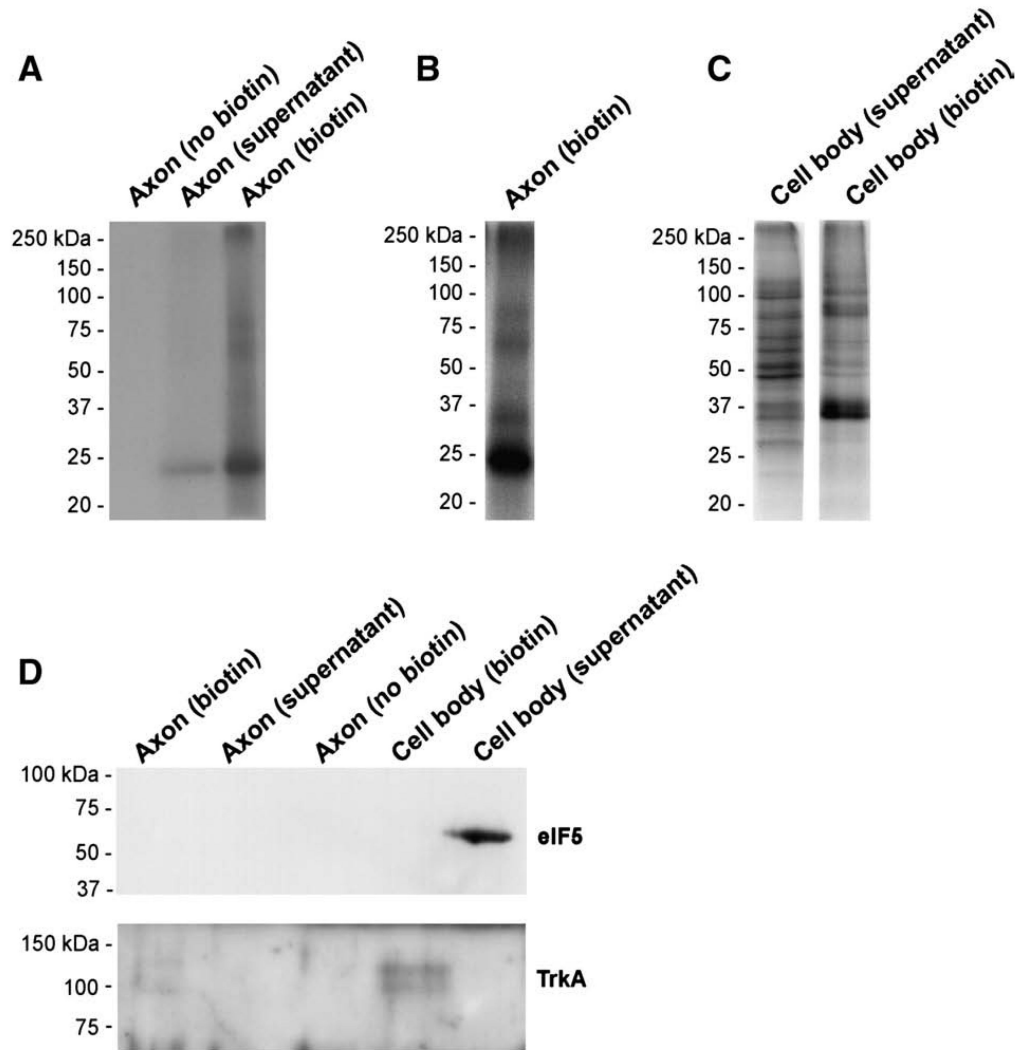 A
Axon (no biotin)
Axon (supernatant)
Axon (biotin)
250 kDa -
150 -
100 -
75 -
50 -
37 -
25 -
20 -
B
Axon (biotin)
250 kDa -
150 -
100 -
75 -
50 -
37 -
25 -
20 -
C
Cell body (supernatant)
Cell body (biotin)
250 kDa -
150 -
100 -
75 -
50 -
37 -
25 -
20 -
D
Axon (biotin)
Axon (supernatant)
Axon (no biotin)
Cell body (biotin)
Cell body (supernatant)
100 kDa -
75 -
50 -
37 -
eIF5
150 kDa -
100 -
75 -
TrkA